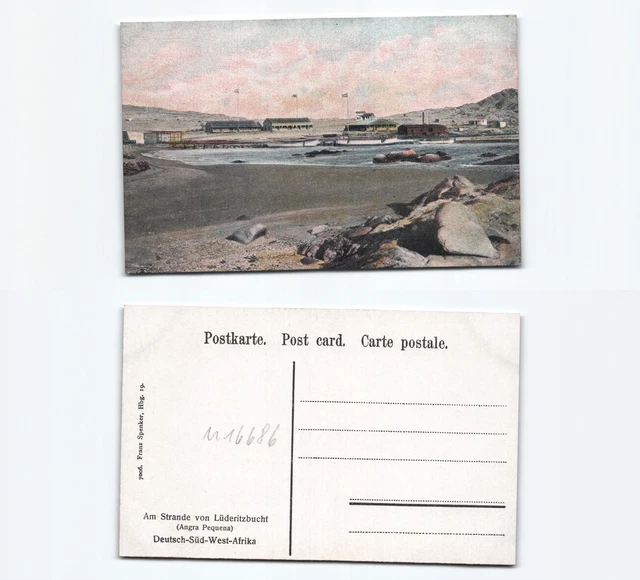 Postkarte. Post card. Carte postale.
7006. Franz Spenker, Hbg. 19.
n16686
Am Strande von Lüderitzbucht
(Angra Pequena)
Deutsch-Süd-West-Afrika